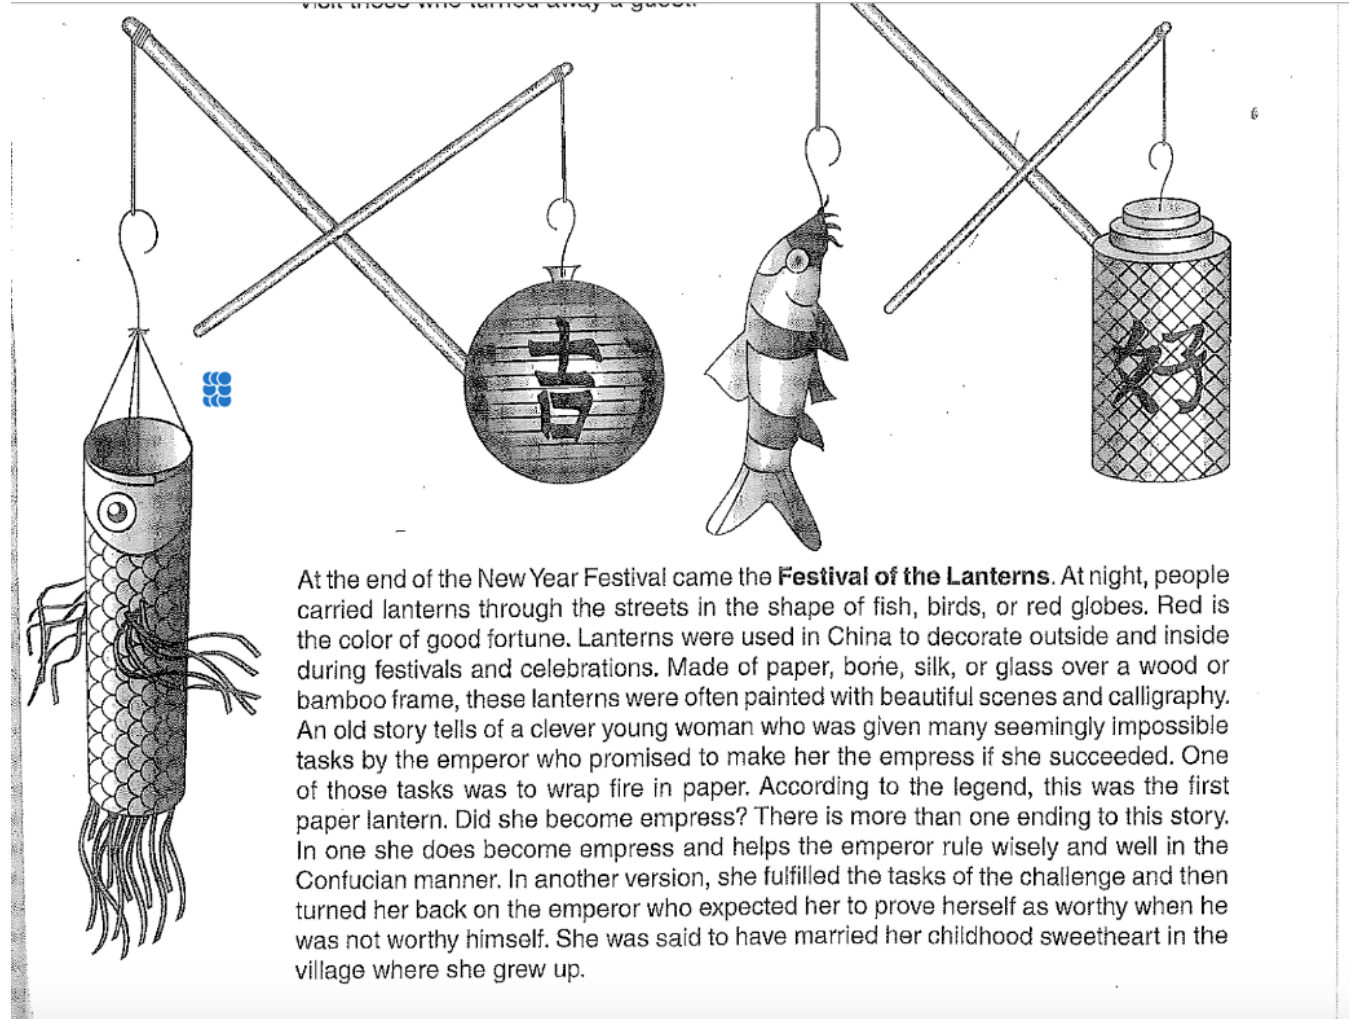 吉
好
At the end of the New Year Festival came the Festival of the Lanterns. At night, people
carried lanterns through the streets in the shape of fish, birds, or red globes. Red is
the color of good fortune. Lanterns were used in China to decorate outside and inside
during festivals and celebrations. Made of paper, bone, silk, or glass over a wood or
bamboo frame, these lanterns were often painted with beautiful scenes and calligraphy.
An old story tells of a clever young woman who was given many seemingly impossible
tasks by the emperor who promised to make her the empress if she succeeded. One
of those tasks was to wrap fire in paper. According to the legend, this was the first
paper lantern. Did she become empress? There is more than one ending to this story.
In one she does become empress and helps the emperor rule wisely and well in the
Confucian manner. In another version, she fulfilled the tasks of the challenge and then
turned her back on the emperor who expected her to prove herself as worthy when he
was not worthy himself. She was said to have married her childhood sweetheart in the
village where she grew up.